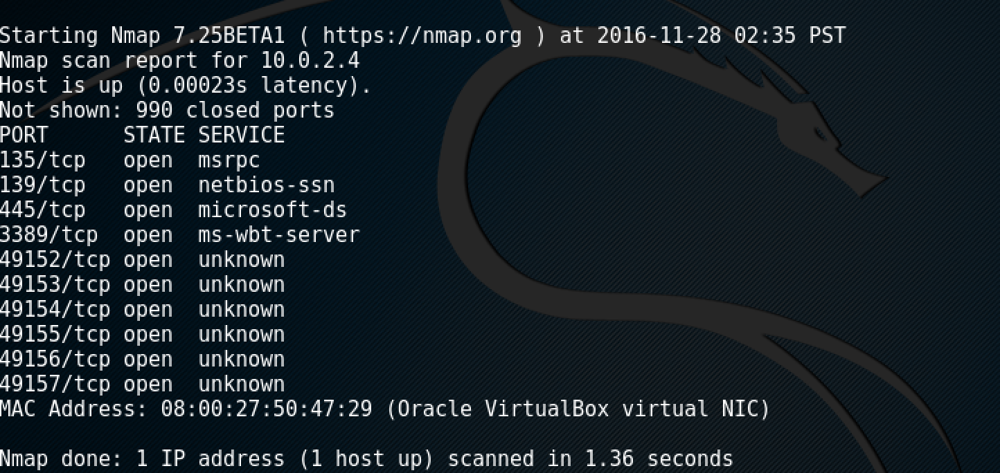 Starting Nmap 7.25BETA1 ( https://nmap.org ) at 2016-11-28 02:35 PST
Nmap scan report for 10.0.2.4
Host is up (0.00023s latency).
Not shown: 990 closed ports
PORT      STATE SERVICE
135/tcp   open  msrpc
139/tcp   open  netbios-ssn
445/tcp   open  microsoft-ds
3389/tcp  open  ms-wbt-server
49152/tcp open  unknown
49153/tcp open  unknown
49154/tcp open  unknown
49155/tcp open  unknown
49156/tcp open  unknown
49157/tcp open  unknown
MAC Address: 08:00:27:50:47:29 (Oracle VirtualBox virtual NIC)
Nmap done: 1 IP address (1 host up) scanned in 1.36 seconds